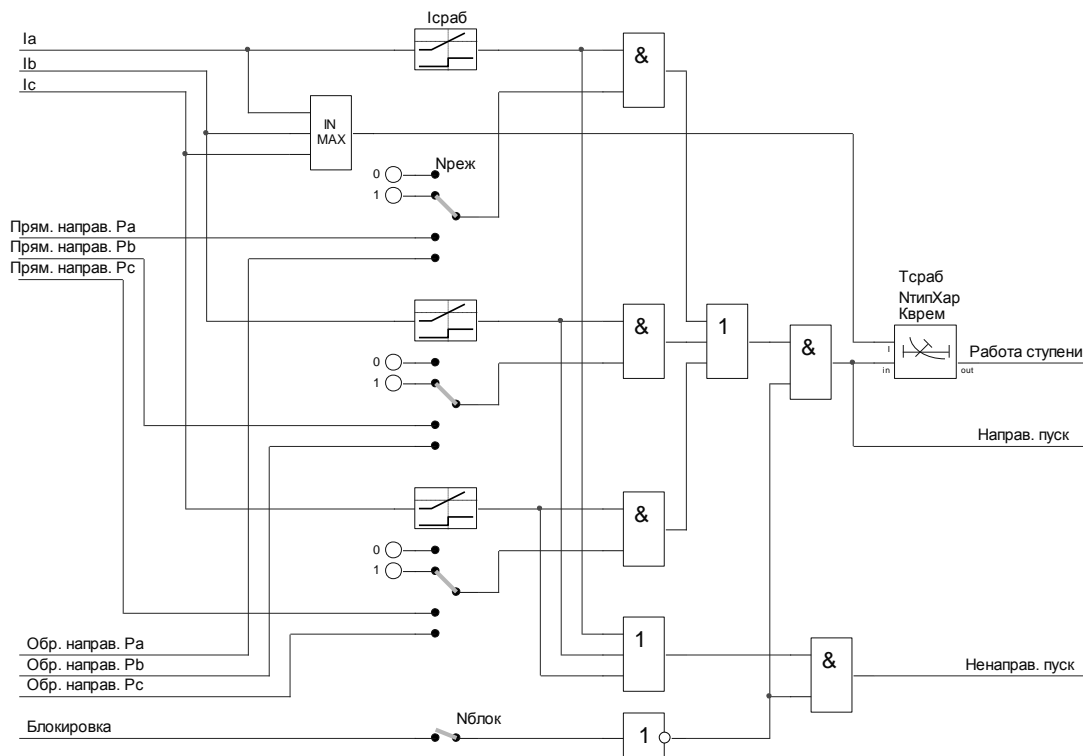 Iсраб
Ia
Ib
Ic
&
IN
MAX
Nреж
0
1
Прям. направ. Pa
Прям. направ. Pb
Прям. направ. Pc
Tсраб
NтипХар
Kврем
&
1
&
I
in
out
Работа ступени
0
1
Направ. пуск
&
0
1
1
&
Обр. направ. Pa
Обр. направ. Pb
Обр. направ. Pc
Ненаправ. пуск
Блокировка
Nблок
1